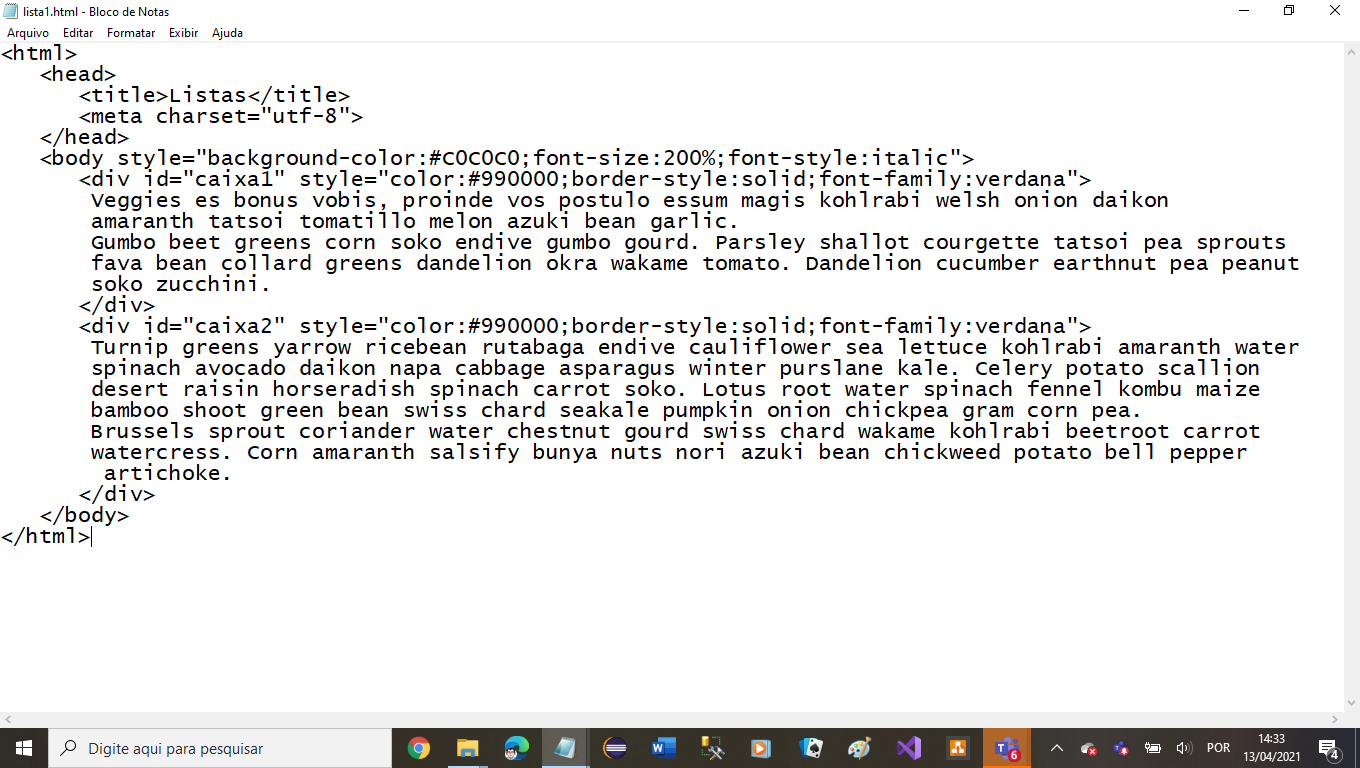 lista1.html - Bloco de Notas
Arquivo Editar Formatar Exibir Ajuda
<html>
   <head>
      <title>Listas</title>
      <meta charset="utf-8">
   </head>
   <body style="background-color:#C0C0C0;font-size:200%;font-style:italic">
      <div id="caixa1" style="color:#990000;border-style:solid;font-family:verdana">
       Veggies es bonus vobis, proinde vos postulo essum magis kohlrabi welsh onion daikon
       amaranth tatsoi tomatillo melon azuki bean garlic.
       Gumbo beet greens corn soko endive gumbo gourd. Parsley shallot courgette tatsoi pea sprouts
       fava bean collard greens dandelion okra wakame tomato. Dandelion cucumber earthnut pea peanut
       soko zucchini.
      </div>
      <div id="caixa2" style="color:#990000;border-style:solid;font-family:verdana">
       Turnip greens yarrow ricebean rutabaga endive cauliflower sea lettuce kohlrabi amaranth water
       spinach avocado daikon napa cabbage asparagus winter purslane kale. Celery potato scallion
       desert raisin horseradish spinach carrot soko. Lotus root water spinach fennel kombu maize
       bamboo shoot green bean swiss chard seakale pumpkin onion chickpea gram corn pea.
       Brussels sprout coriander water chestnut gourd swiss chard wakame kohlrabi beetroot carrot
       watercress. Corn amaranth salsify bunya nuts nori azuki bean chickweed potato bell pepper
        artichoke.
      </div>
   </body>
</html>
Digite aqui para pesquisar
6
POR
14:33
13/04/2021
4